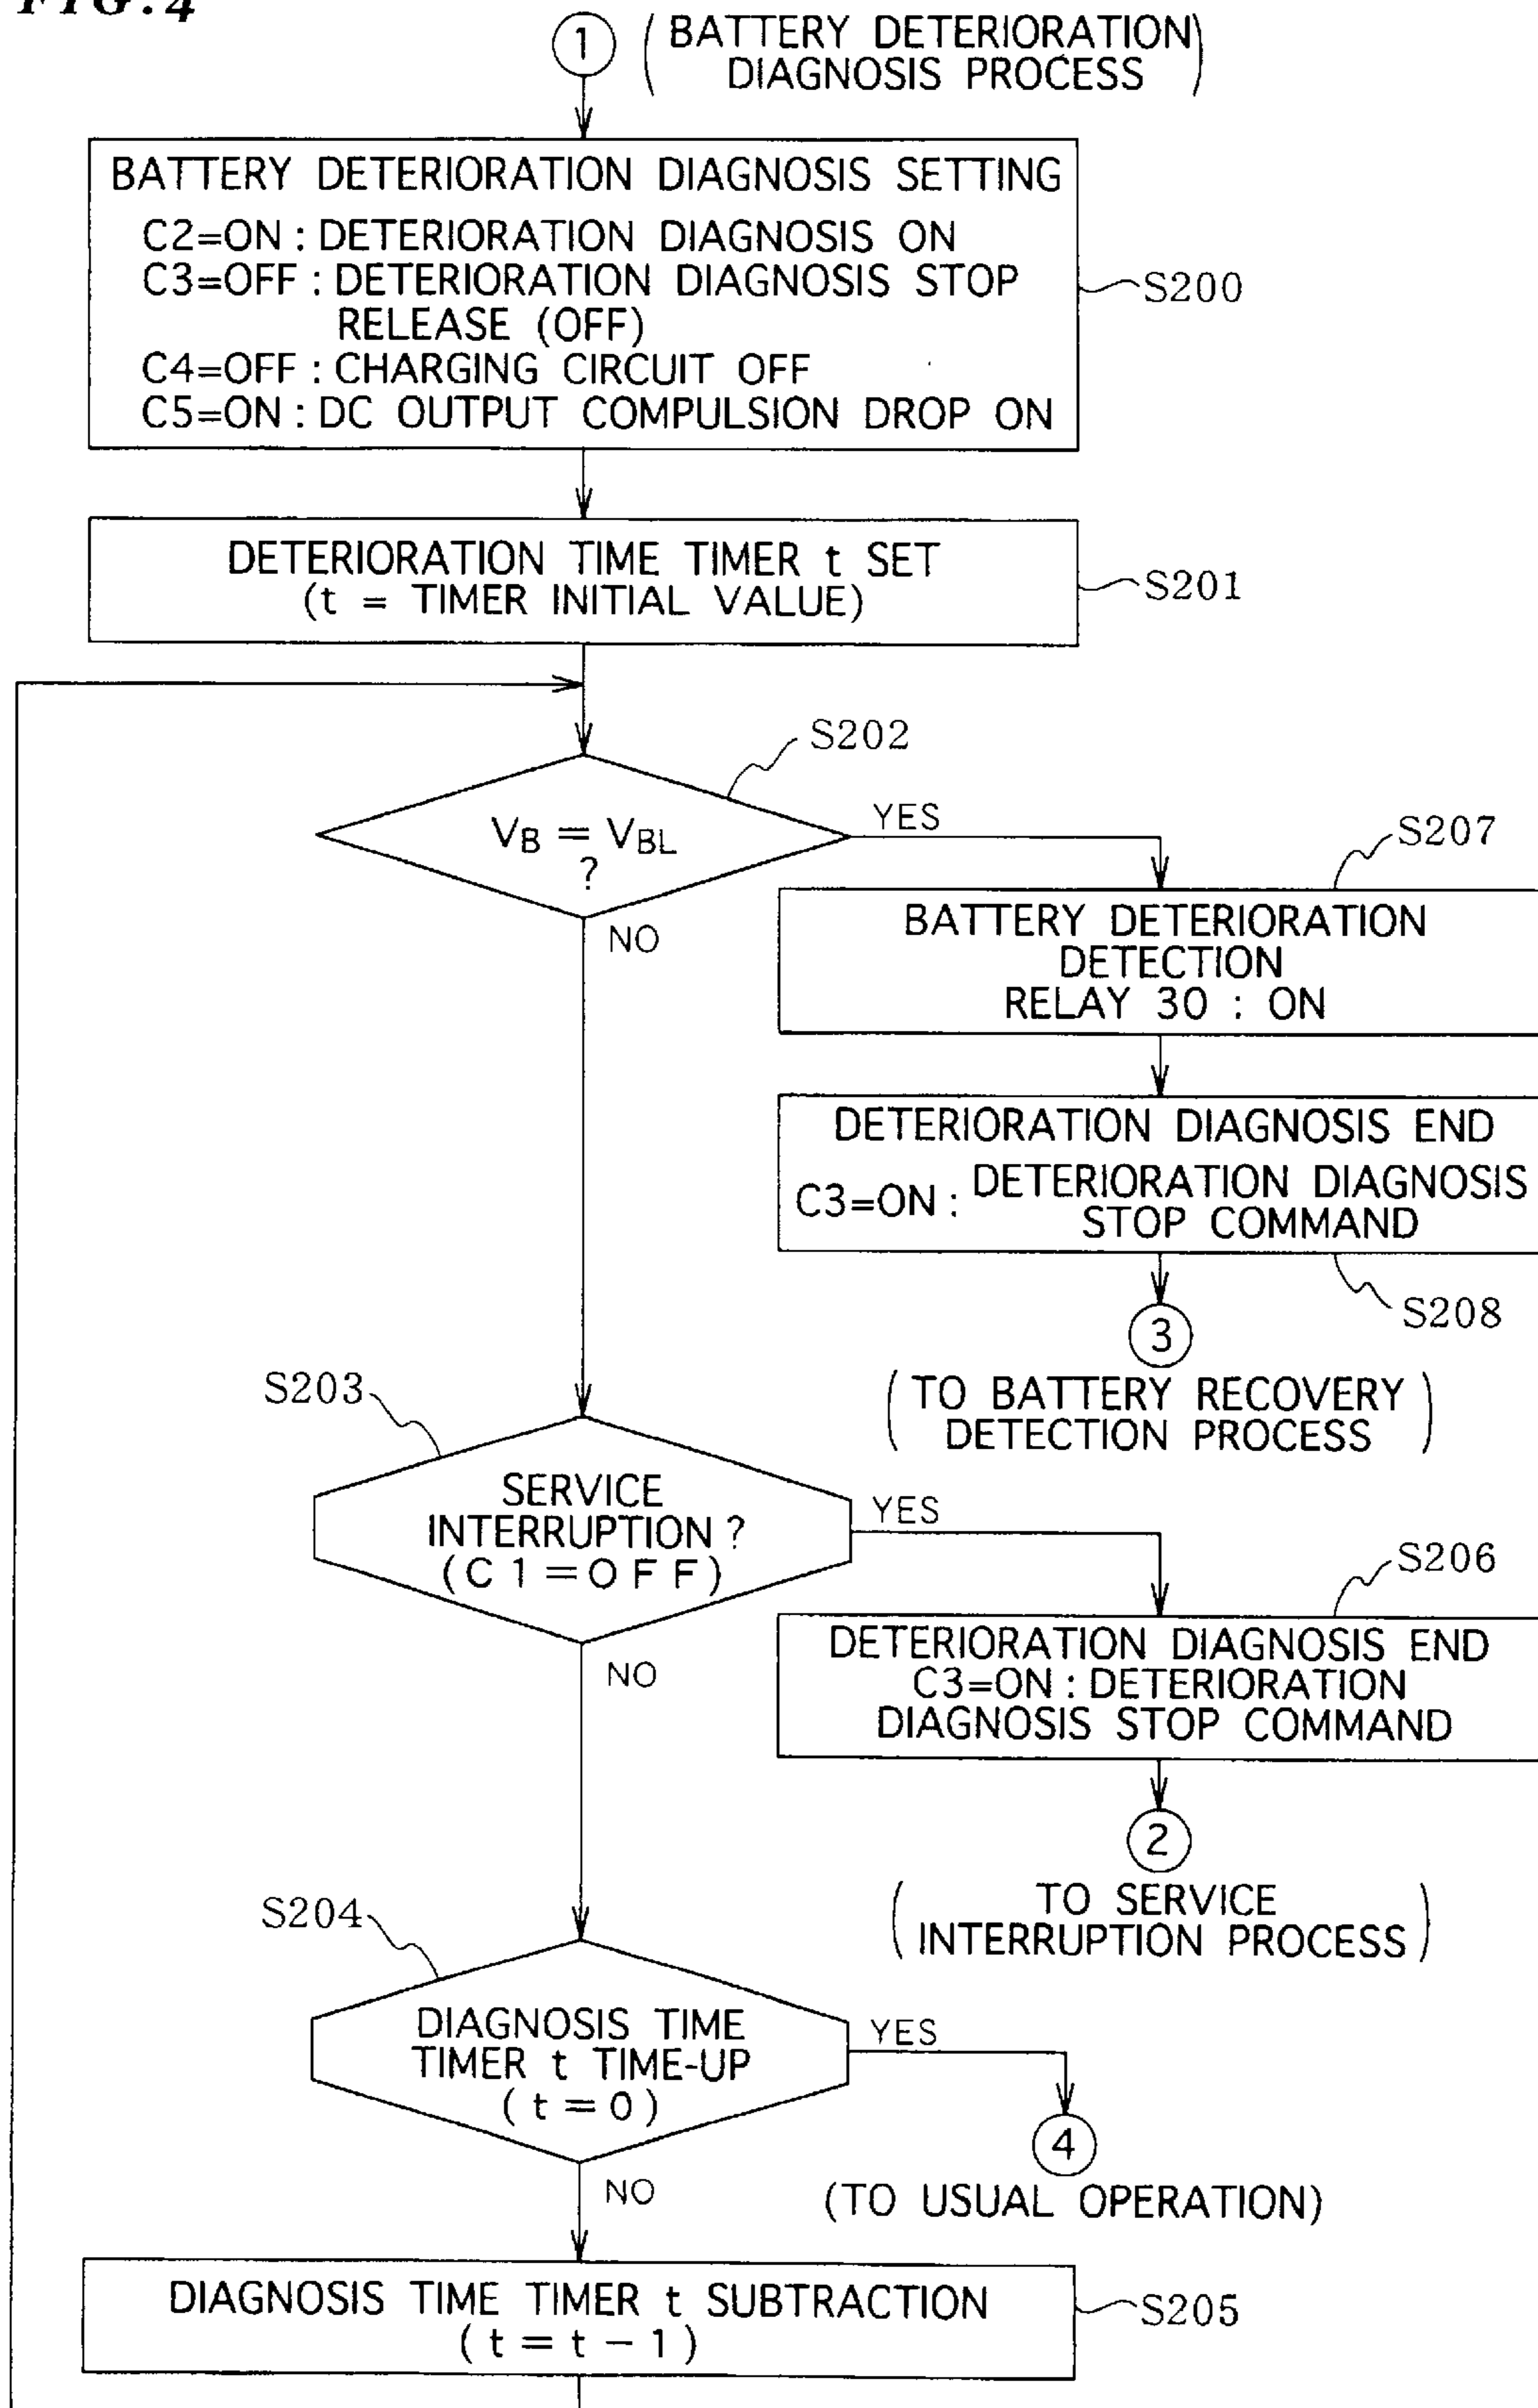 FIG.4
1 (BATTERY DETERIORATION
DIAGNOSIS PROCESS)
BATTERY DETERIORATION DIAGNOSIS SETTING
C2=ON : DETERIORATION DIAGNOSIS ON
C3=OFF : DETERIORATION DIAGNOSIS STOP
RELEASE (OFF)
C4=OFF : CHARGING CIRCUIT OFF
C5=ON : DC OUTPUT COMPULSION DROP ON
S200
DETERIORATION TIME TIMER t SET
(t = TIMER INITIAL VALUE)
S201
S202
VB = VBL
?
YES
NO
S207
BATTERY DETERIORATION
DETECTION
RELAY 30 : ON
DETERIORATION DIAGNOSIS END
C3=ON : DETERIORATION DIAGNOSIS
STOP COMMAND
S208
3
(TO BATTERY RECOVERY
DETECTION PROCESS)
S203
SERVICE
INTERRUPTION ?
(C1=OFF)
YES
NO
S206
DETERIORATION DIAGNOSIS END
C3=ON : DETERIORATION
DIAGNOSIS STOP COMMAND
2
(TO SERVICE
INTERRUPTION PROCESS)
S204
DIAGNOSIS TIME
TIMER t TIME-UP
(t=0)
YES
NO
4
(TO USUAL OPERATION)
DIAGNOSIS TIME TIMER t SUBTRACTION
(t = t - 1)
S205